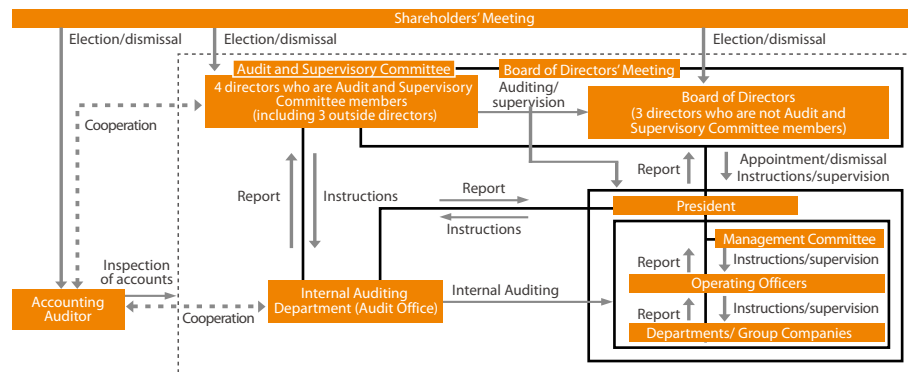 Shareholders' Meeting
Election/dismissal
Election/dismissal
Election/dismissal
Audit and Supervisory Committee
Board of Directors' Meeting
4 directors who are Audit and Supervisory
Committee members
(including 3 outside directors)
Auditing/
supervision
Board of Directors
(3 directors who are not Audit and
Supervisory Committee members)
Cooperation
Report
Instructions
Report
Instructions
Report
Appointment/dismissal
Instructions/supervision
President
Management Committee
Report
Instructions/supervision
Operating Officers
Report
Instructions/supervision
Departments/ Group Companies
Inspection
of accounts
Accounting
Auditor
Cooperation
Internal Auditing
Department (Audit Office)
Internal Auditing